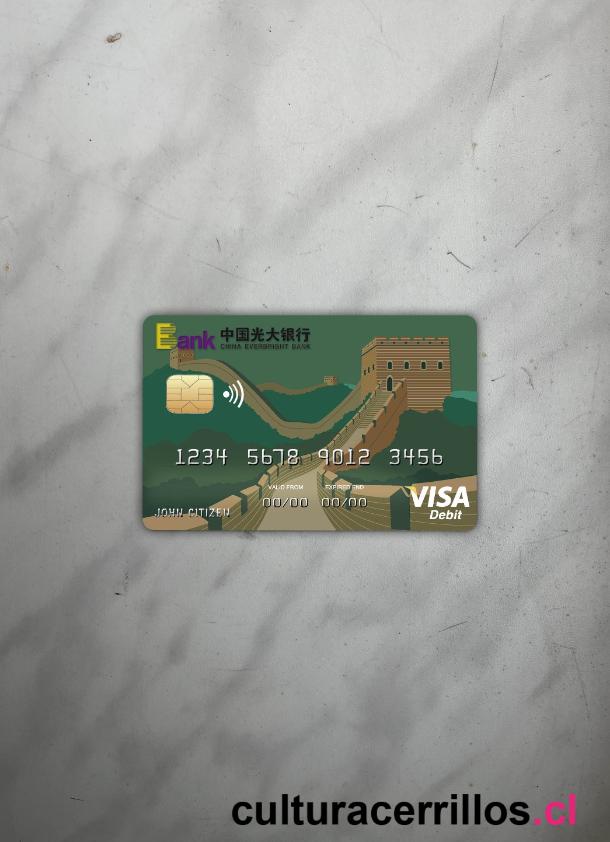 Bank 中国光大银行
CHINA EVERBRIGHT BANK
1234 5678 9012 3456
VALID FROM EXPIRES END
00/00 00/00
JOHN CITIZEN
VISA
Debit
culturacerrillos.cl